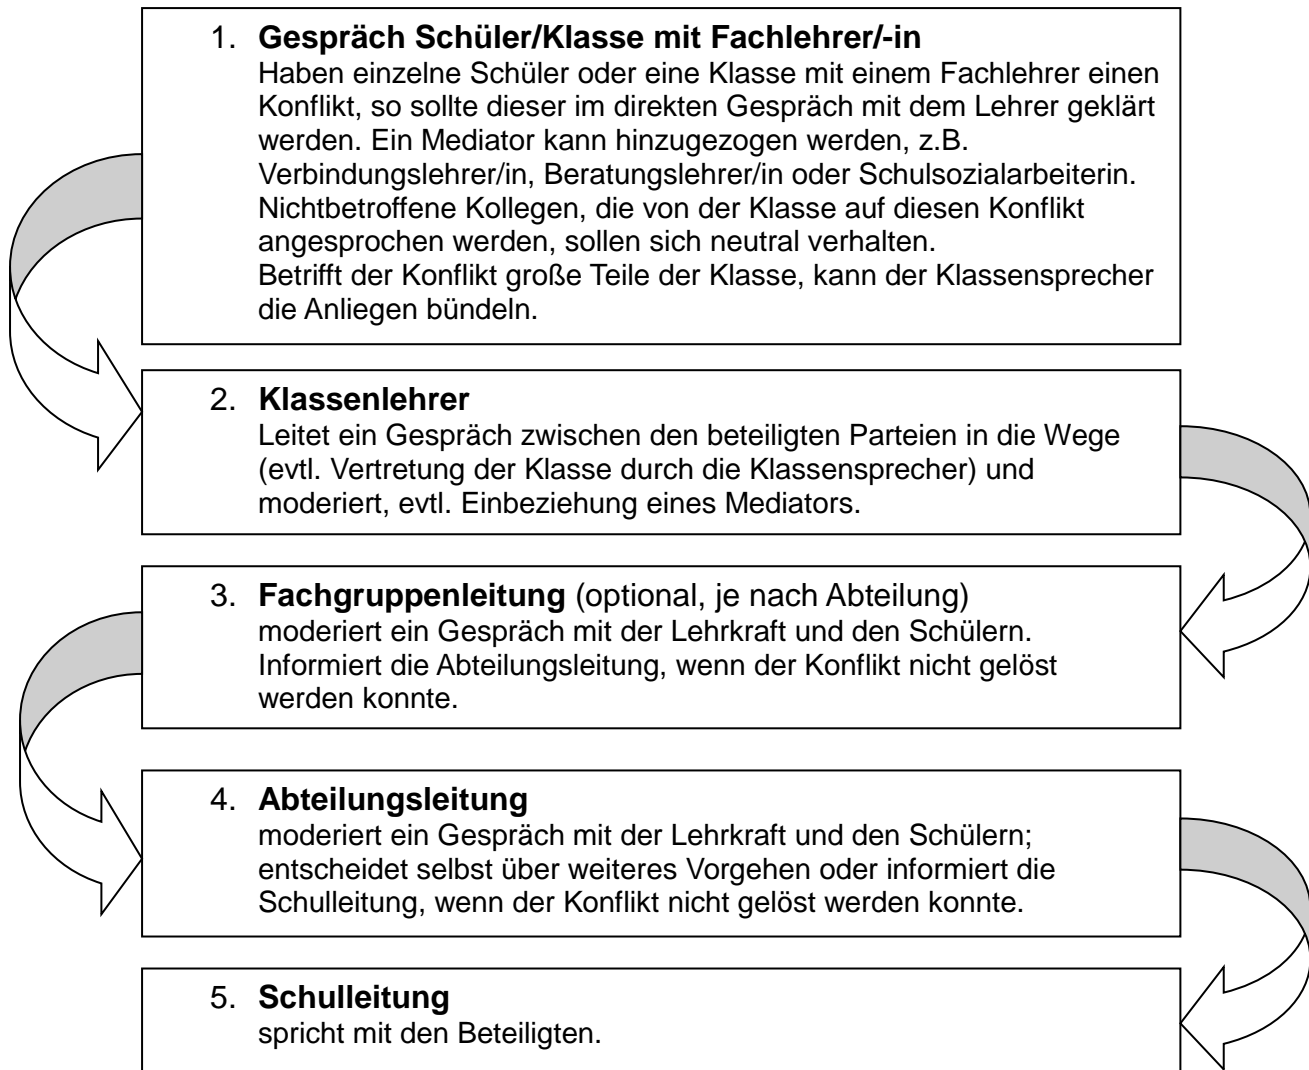 1. Gespräch Schüler/Klasse mit Fachlehrer/-in
Haben einzelne Schüler oder eine Klasse mit einem Fachlehrer einen
Konflikt, so sollte dieser im direkten Gespräch mit dem Lehrer geklärt
werden. Ein Mediator kann hinzugezogen werden, z.B.
Verbindungslehrer/in, Beratungslehrer/in oder Schulsozialarbeiterin.
Nichtbetroffene Kollegen, die von der Klasse auf diesen Konflikt
angesprochen werden, sollen sich neutral verhalten.
Betrifft der Konflikt große Teile der Klasse, kann der Klassensprecher
die Anliegen bündeln.
2. Klassenlehrer
Leitet ein Gespräch zwischen den beteiligten Parteien in die Wege
(evtl. Vertretung der Klasse durch die Klassensprecher) und
moderiert, evtl. Einbeziehung eines Mediators.
3. Fachgruppenleitung (optional, je nach Abteilung)
moderiert ein Gespräch mit der Lehrkraft und den Schülern.
Informiert die Abteilungsleitung, wenn der Konflikt nicht gelöst
werden konnte.
4. Abteilungsleitung
moderiert ein Gespräch mit der Lehrkraft und den Schülern;
entscheidet selbst über weiteres Vorgehen oder informiert die
Schulleitung, wenn der Konflikt nicht gelöst werden konnte.
5. Schulleitung
spricht mit den Beteiligten.